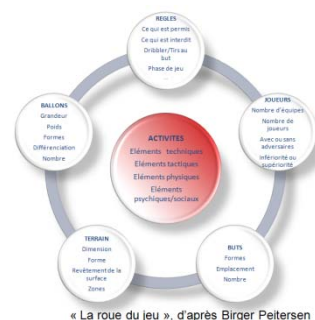 REGLES
Ce qui est permis
Ce qui est interdit
Dribbler/Tirs au
but
Phase de jeu
...
JOUEURS
Nombre d'équipes
Nombre de
joueurs
Avec ou sens
adversaires
Infériorité ou
supériorité
BUTS
Formes
Emplacement
Nombre
TERRAIN
Dimension
Forme
Revêtement de la
surface
Zones
BALLONS
Grandeur
Poids
Formes
Différenciation
Nombre
ACTIVITES
Eléments techniques
Eléments tactiques
Eléments physiques
Eléments
psychiques/sociaux
« La roue du jeu », d'après Birger Peitersen